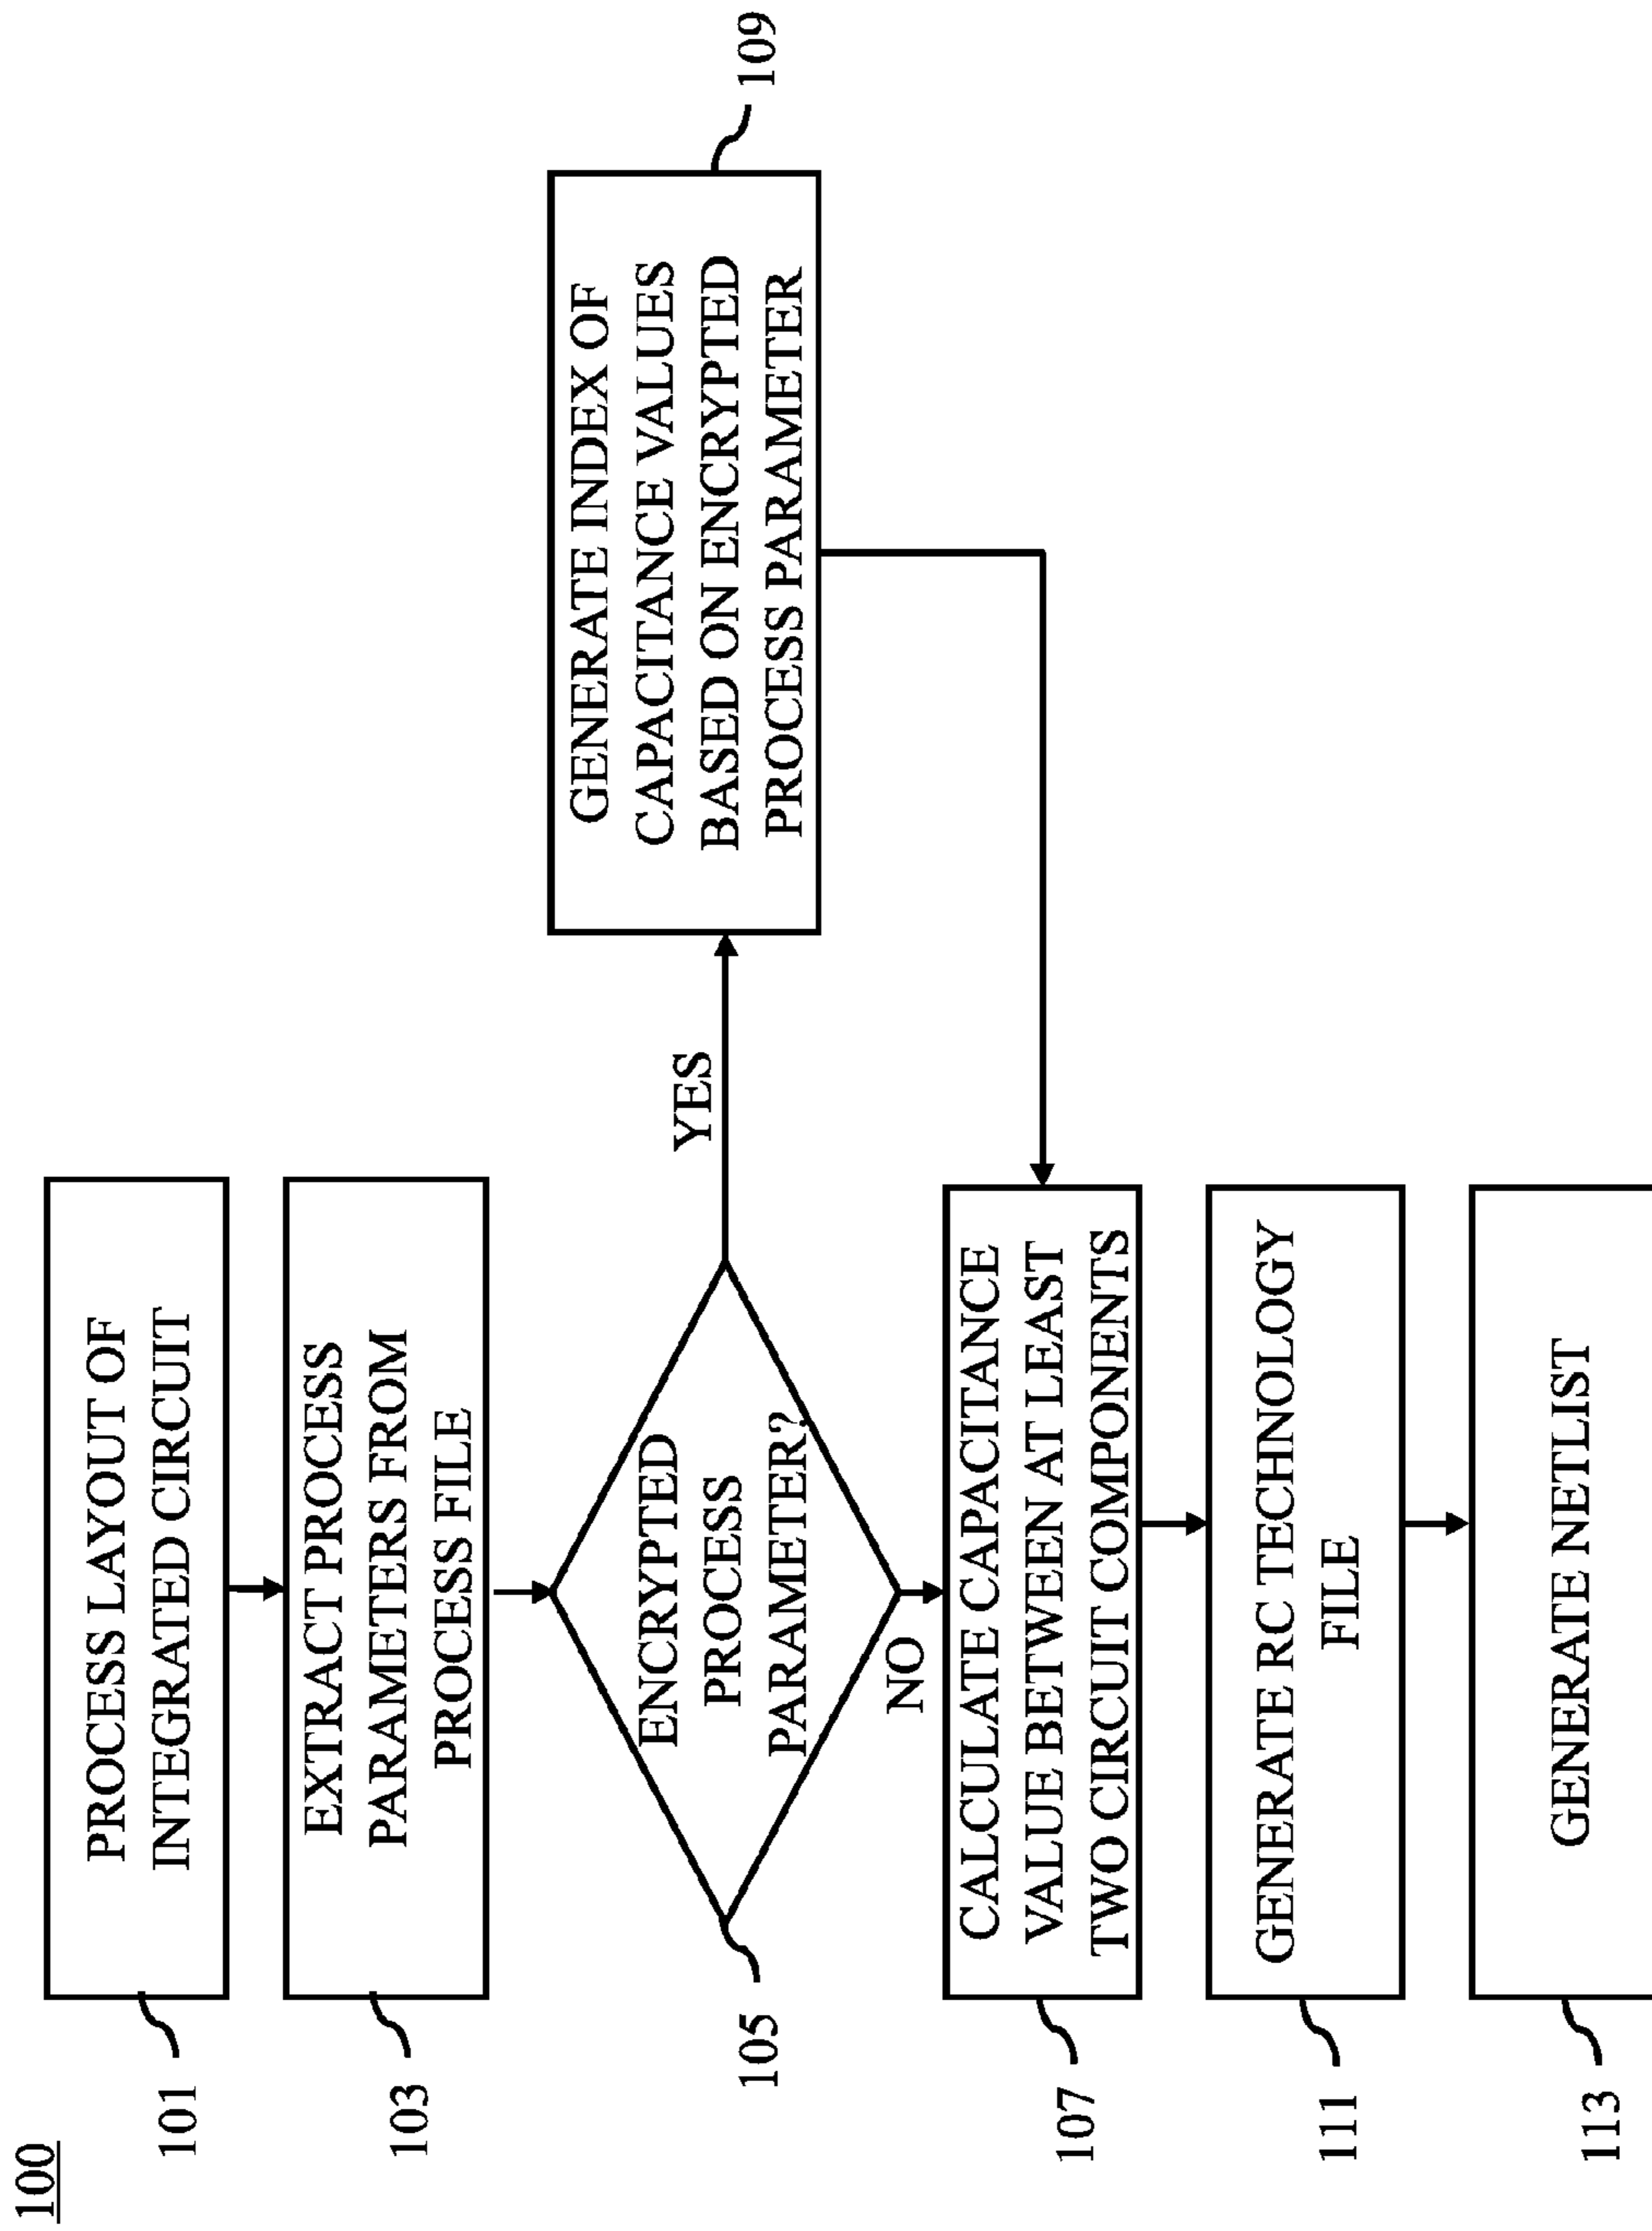 100
101
PROCESS LAYOUT OF
INTEGRATED CIRCUIT
103
EXTRACT PROCESS
PARAMETERS FROM
PROCESS FILE
105
ENCRYPTED
PROCESS
PARAMETER?
YES
GENERATE INDEX OF
CAPACITANCE VALUES
BASED ON ENCRYPTED
PROCESS PARAMETER
109
NO
107
CALCULATE CAPACITANCE
VALUE BETWEEN AT LEAST
TWO CIRCUIT COMPONENTS
111
GENERATE RC TECHNOLOGY
FILE
113
GENERATE NETLIST